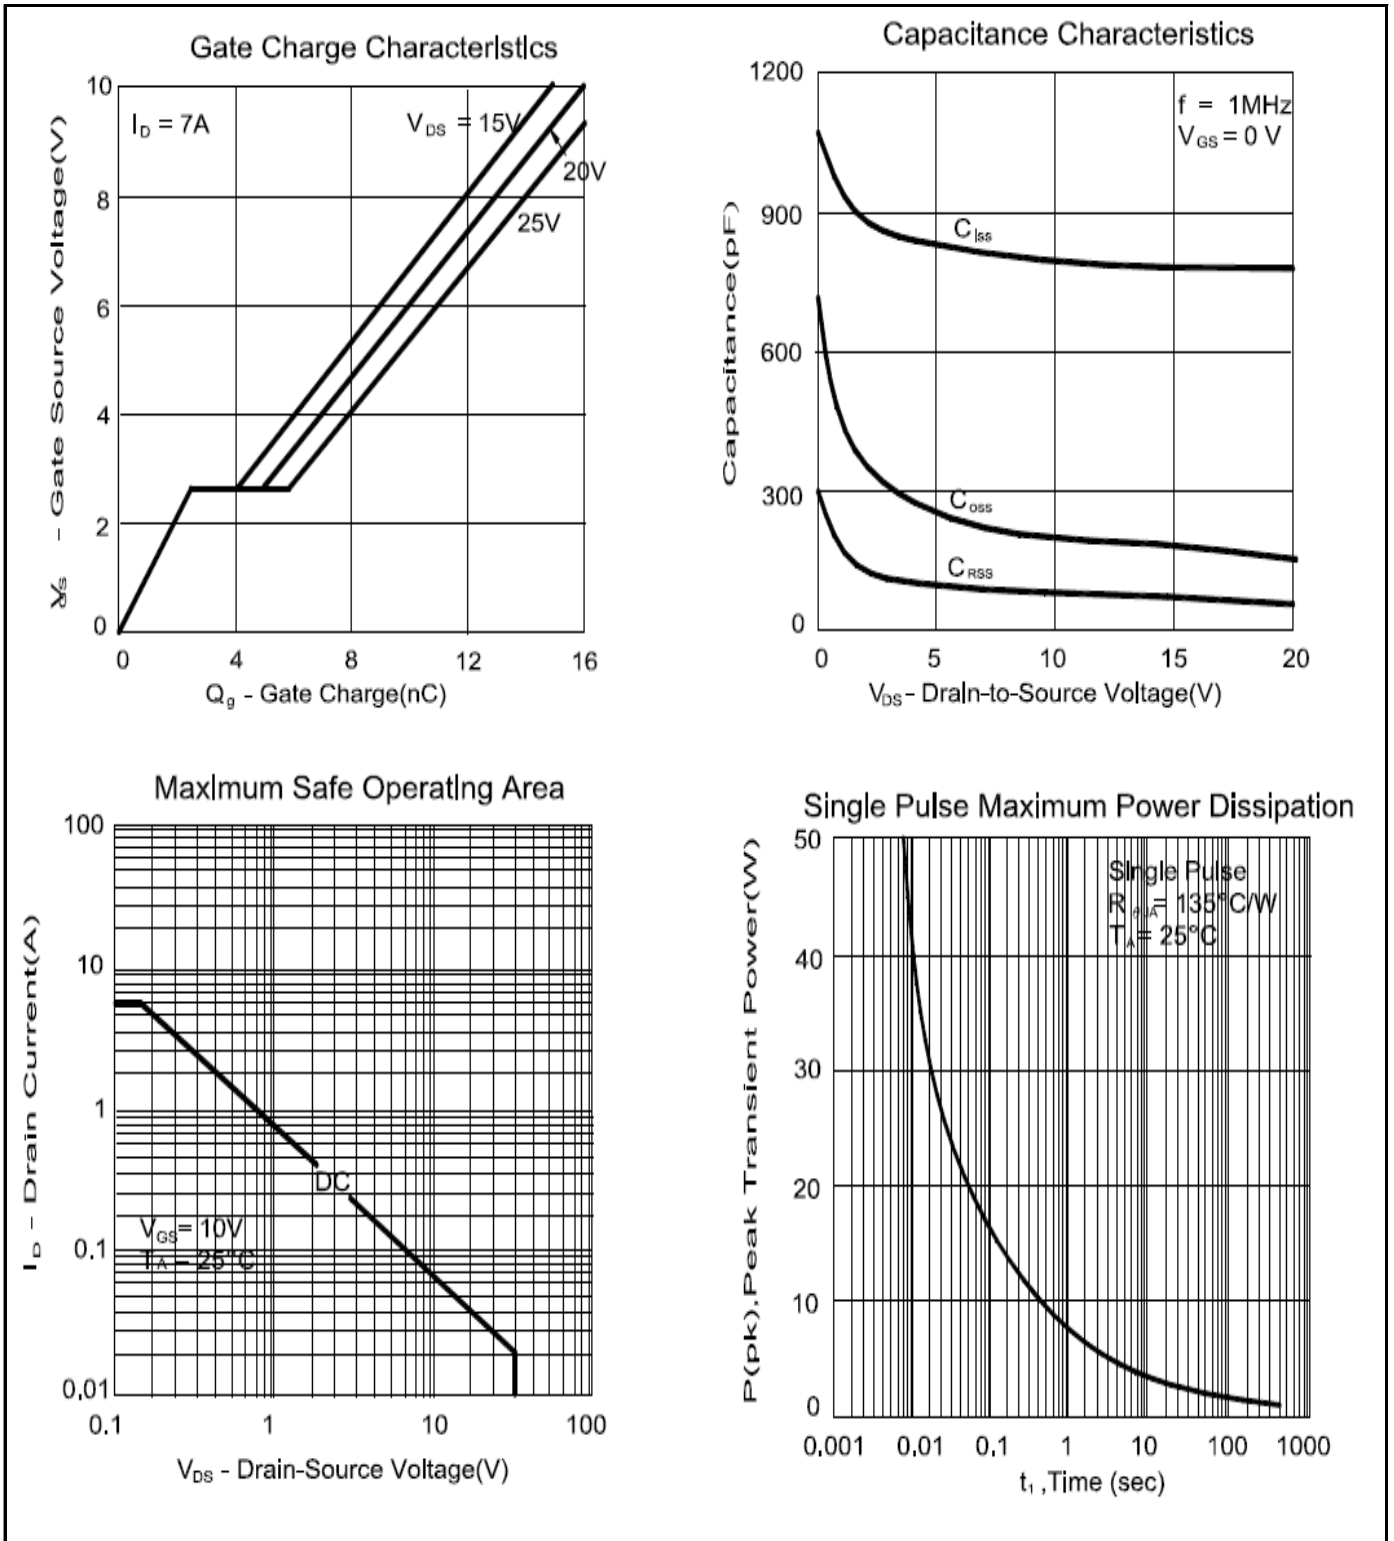 Gate Charge Characteristics
10
8
6
4
2
0
0 4 8 12 16
I_D = 7A
V_DS = 15V
20V
25V
- Gate Source Voltage(V)
Q_g - Gate Charge(nC)
Capacitance Characteristics
1200
900
600
300
0
0 5 10 15 20
f = 1MHz
V_GS = 0 V
C_iss
C_oss
C_RSS
Capacitance(pF)
V_DS - Drain-to-Source Voltage(V)
Maximum Safe Operating Area
100
10
1
0.1
0.01
0.1 1 10 100
DC
V_GS = 10V
T_A = 25°C
I_D - Drain Current(A)
V_DS - Drain-Source Voltage(V)
Single Pulse Maximum Power Dissipation
50
40
30
20
10
0
0.001 0.01 0.1 1 10 100 1000
Single Pulse
R_θJA = 135°C/W
T_A = 25°C
P(pk),Peak Transient Power(W)
t_1 ,Time (sec)